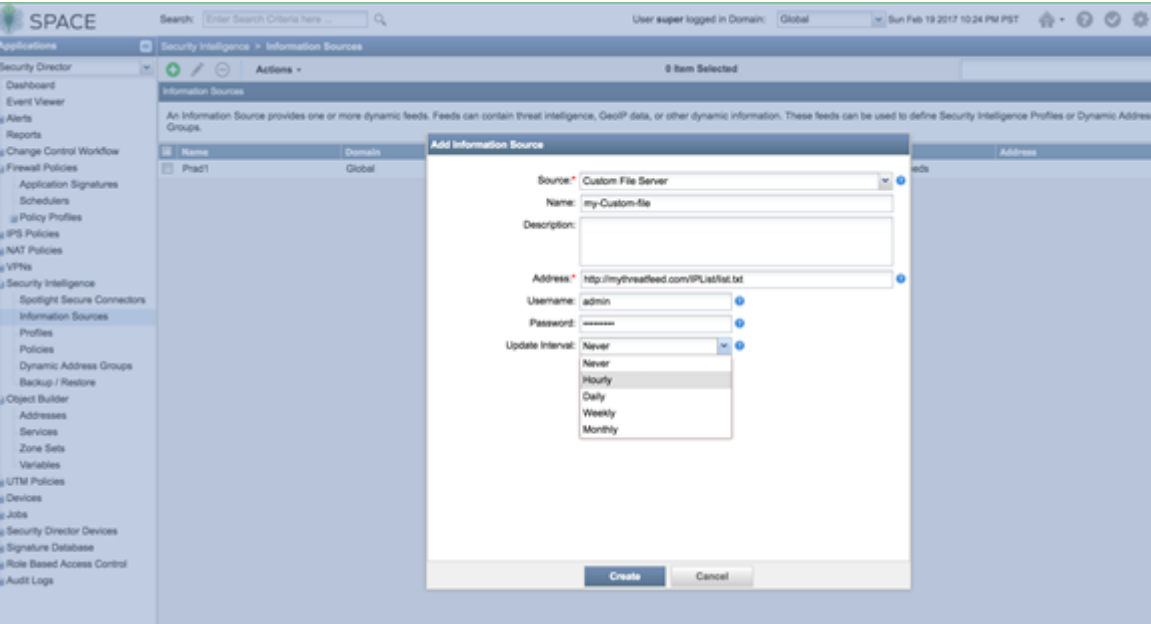 SPACE
Search: Enter Search Criteria here ...
User super logged in Domain: Global Sun Feb 19 2017 10:24 PM PST
Applications
Security Director
Dashboard
Event Viewer
Alerts
Reports
Change Control Workflow
Firewall Policies
Application Signatures
Schedulers
Policy Profiles
IPS Policies
NAT Policies
VPNs
Security Intelligence
Spotlight Secure Connectors
Information Sources
Profiles
Policies
Dynamic Address Groups
Backup / Restore
Object Builder
Addresses
Services
Zone Sets
Variables
UTM Policies
Devices
Jobs
Security Director Devices
Signature Database
Role Based Access Control
Audit Logs
Security Intelligence > Information Sources
Actions
0 Item Selected
Information Sources
An Information Source provides one or more dynamic feeds. Feeds can contain threat intelligence, GeoIP data, or other dynamic information. These feeds can be used to define Security Intelligence Profiles or Dynamic Addres
Groups.
Name Domain Address
Prad1 Global eds
Add Information Source
Source:* Custom File Server
Name: my-Custom-file
Description:
Address:* http://mythreatfeed.com/IPList/list.txt
Username: admin
Password:
Update Interval: Never
Never
Hourly
Daily
Weekly
Monthly
Create Cancel